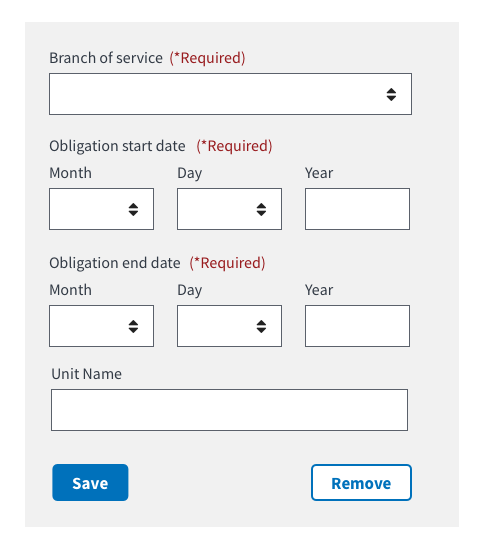 Branch of service (*Required)
Obligation start date (*Required)
Month Day Year
Obligation end date (*Required)
Month Day Year
Unit Name
Save Remove